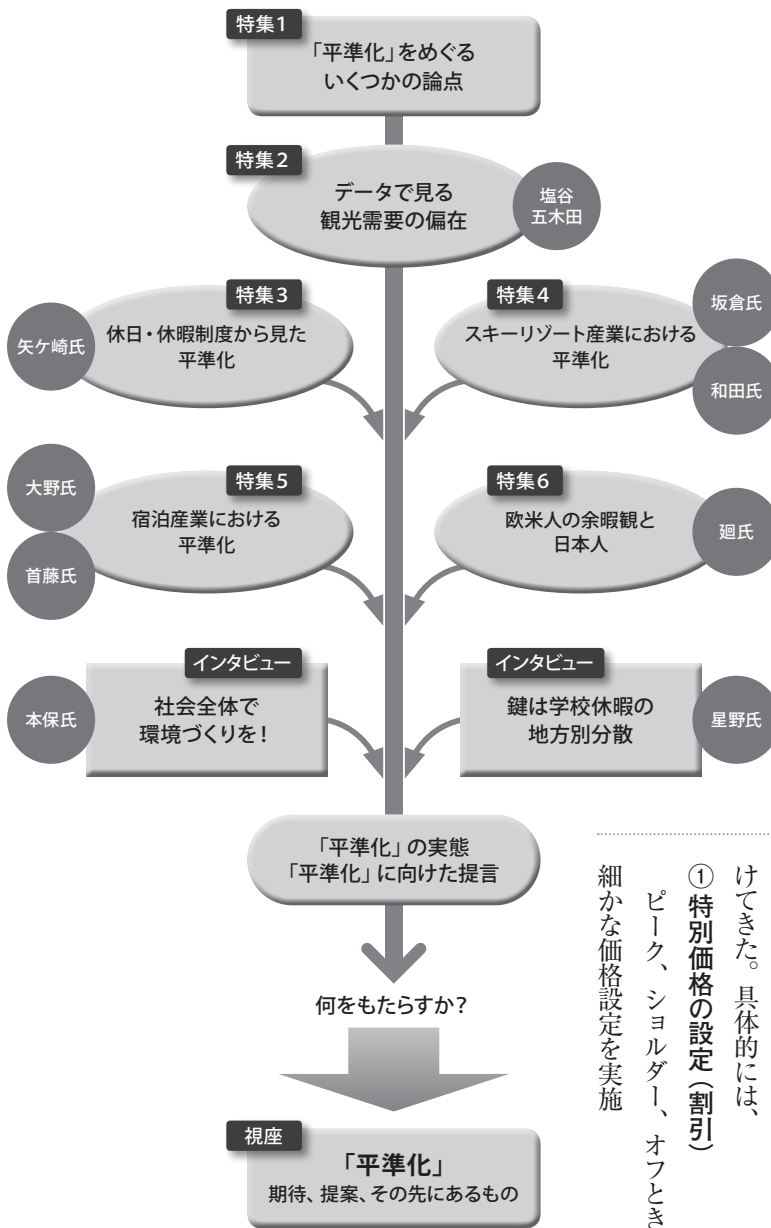 特集1
「平準化」をめぐる
いくつかの論点
特集2
データで見る
観光需要の偏在
塩谷
五木田
特集3
休日・休暇制度から見た
平準化
矢ケ崎氏
特集4
スキーリゾート産業における
平準化
坂倉氏
和田氏
特集5
宿泊産業における
平準化
大野氏
首藤氏
特集6
欧米人の余暇観と
日本人
廻氏
インタビュー
社会全体で
環境づくりを!
本保氏
インタビュー
鍵は学校休暇の
地方別分散
星野氏
「平準化」の実態
「平準化」に向けた提言
何をもたらすか?
視座
「平準化」
期待、提案、その先にあるもの
けてきた。具体的には、
①特別価格の設定(割引)
ピーク、ショルダー、オフとき
細かな価格設定を実施